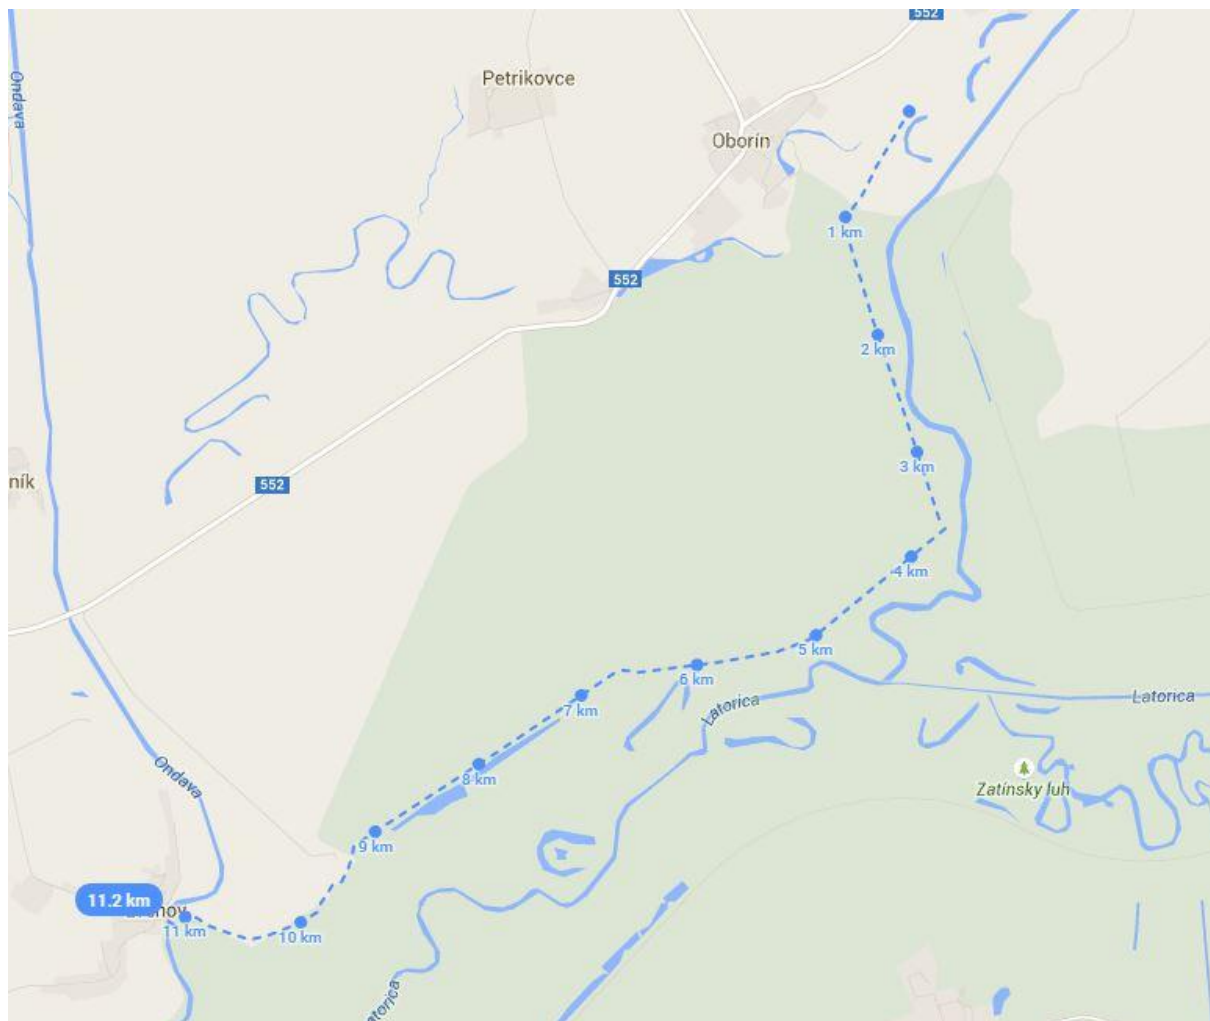 552
Petrikovce
Ondava
Oborín
1 km
552
2 km
3 km
ník
552
4 km
5 km
6 km
7 km
Latorica
Latorica
Ondava
8 km
Zatínsky luh
9 km
11.2 km
11 km
10 km
atorica